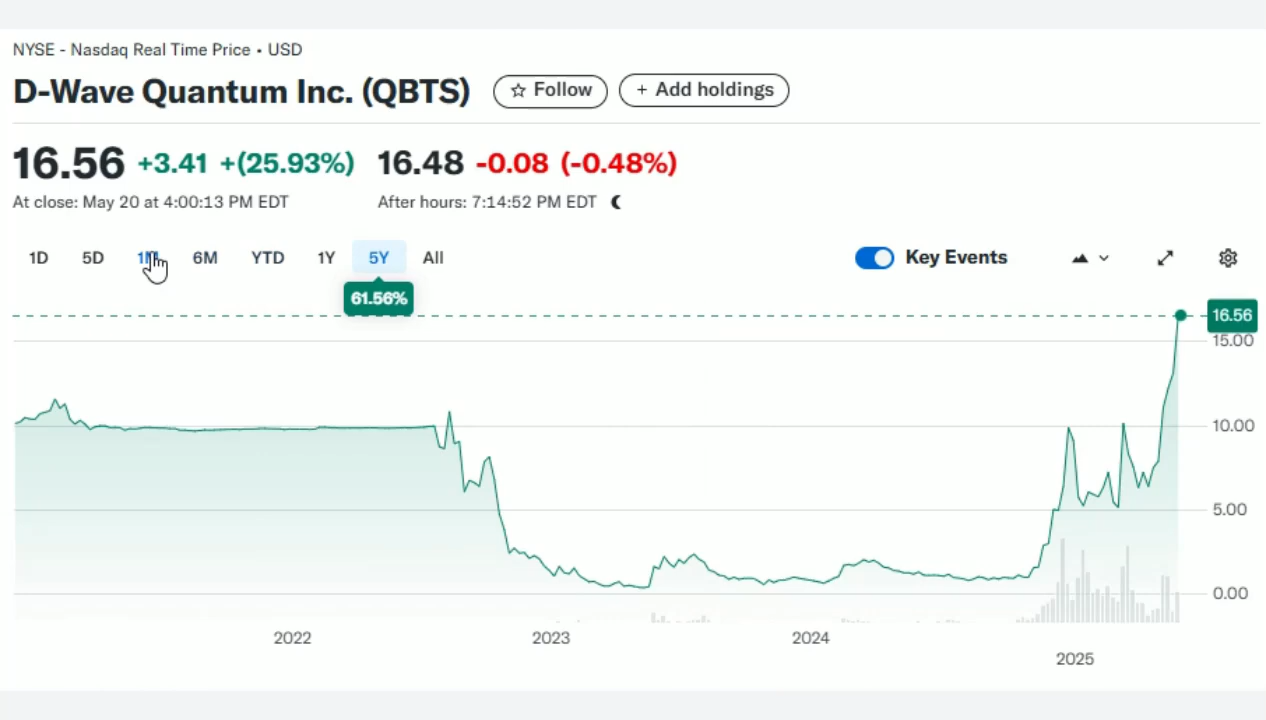 NYSE - Nasdaq Real Time Price • USD
D-Wave Quantum Inc. (QBTS)
Follow
+ Add holdings
16.56 +3.41 +(25.93%)
16.48 -0.08 (-0.48%)
At close: May 20 at 4:00:13 PM EDT
After hours: 7:14:52 PM EDT
1D 5D 1M 6M YTD 1Y 5Y All
Key Events
61.56%
16.56
15.00
10.00
5.00
0.00
2022 2023 2024
2025